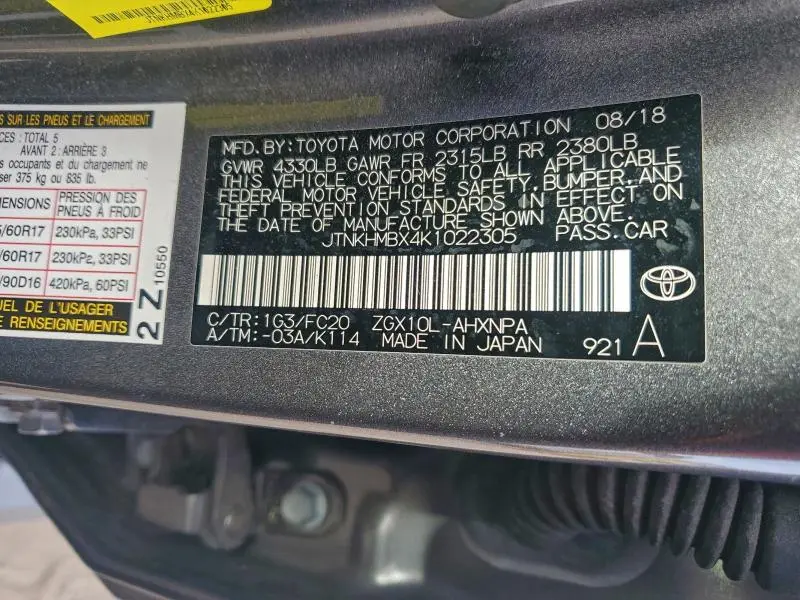 JTNKHMBX4K1022305
S SUR LES PNEUS ET LE CHARGEMENT
CES : TOTAL 5
AVANT 2 : ARRIÈRE 3
s occupants et du chargement ne
ser 375 kg ou 835 lb.
MENSIONS
PRESSION DES
PNEUS À FROID
/60R17 230kPa, 33PSI
/60R17 230kPa, 33PSI
/90D16 420kPa, 60PSI
UEL DE L'USAGER
RENSEIGNEMENTS
2 Z
10550
MFD.BY:TOYOTA MOTOR CORPORATION 08/18
GVWR 4330LB GAWR FR 2315LB RR 2380LB
THIS VEHICLE CONFORMS TO ALL APPLICABLE
FEDERAL MOTOR VEHICLE SAFETY,BUMPER,AND
THEFT PREVENTION STANDARDS IN EFFECT ON
THE DATE OF MANUFACTURE SHOWN ABOVE.
JTNKHMBX4K1022305 PASS.CAR
C/TR:1G3/FC20 ZGX10L-AHXNPA
A/TM:-03A/K114 MADE IN JAPAN 921 A